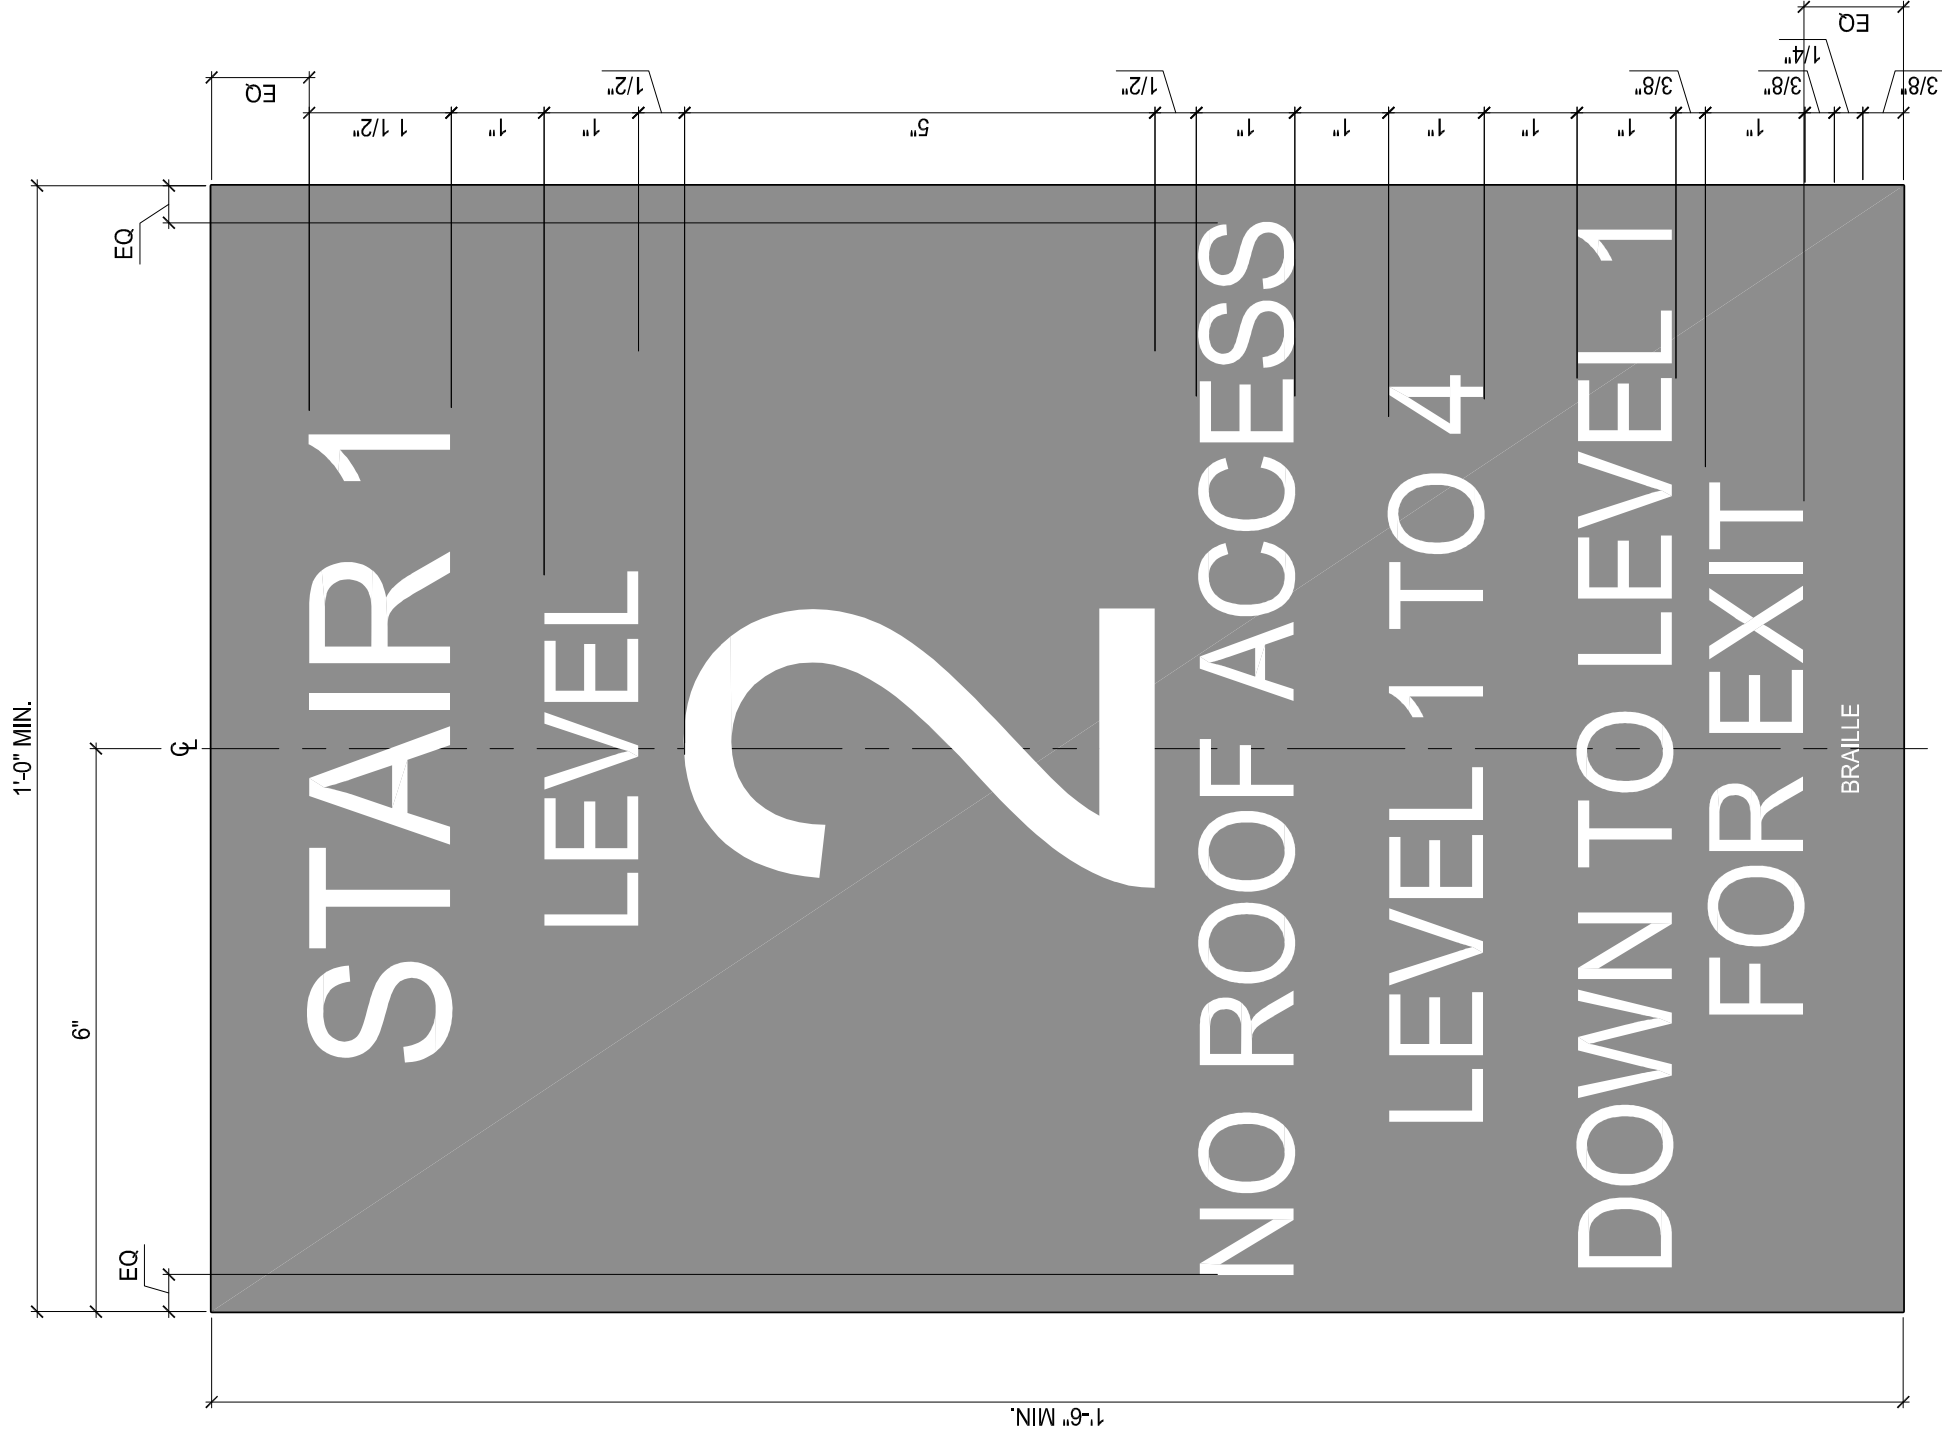 1'-0" MIN.
6"
EQ
EQ
CL
STAIR 1
LEVEL
2
NO ROOF ACCESS
LEVEL 1 TO 4
DOWN TO LEVEL 1
FOR EXIT
BRAILLE
EQ
1 1/2"
1"
1"
1/2"
5"
1/2"
1"
1"
1"
1"
1"
3/8"
1"
3/8"
1/4"
3/8"
EQ
1'-6" MIN.